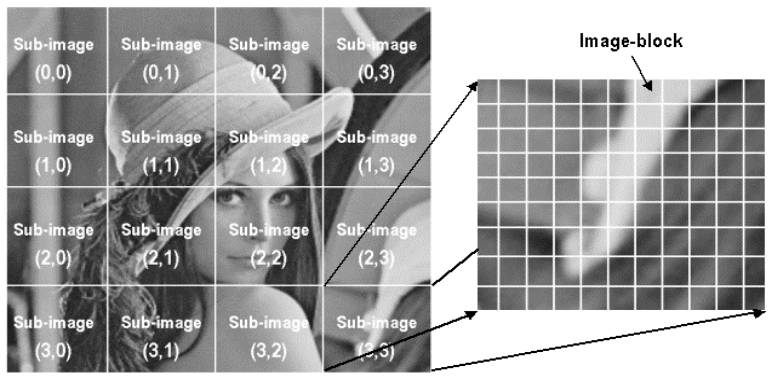 Sub-image Sub-image Sub-image Sub-image
(0,0) (0,1) (0,2) (0,3)
Image-block
Sub-image Sub-image Sub-image Sub-image
(1,0) (1,1) (1,2) (1,3)
Sub-image Sub-image Sub-image Sub-image
(2,0) (2,1) (2,2) (2,3)
Sub-image Sub-image Sub-image Sub-image
(3,0) (3,1) (3,2) (3,3)